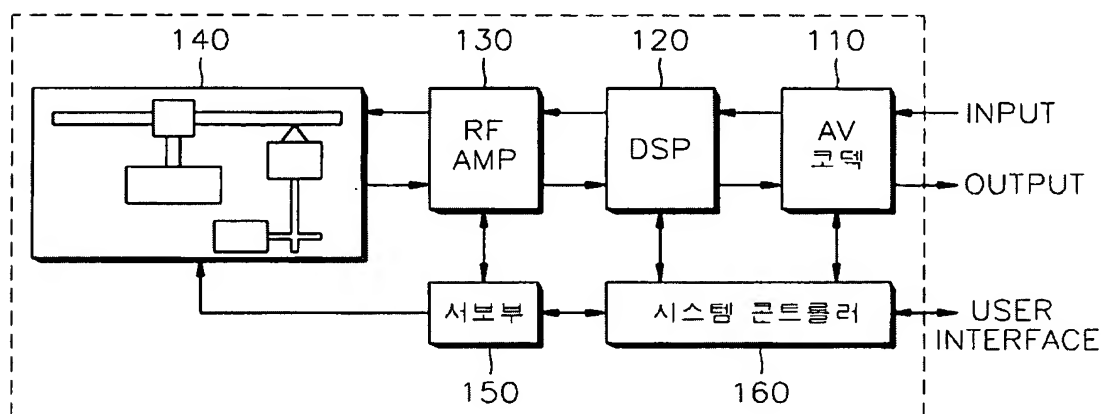 140
130
120
110
RF
AMP
DSP
AV
코덱
INPUT
OUTPUT
서보부
시스템 콘트롤러
USER
INTERFACE
150
160